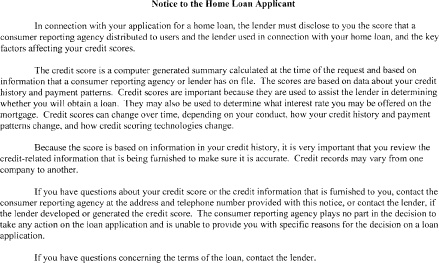 Notice to the Home Loan Applicant
In connection with your application for a home loan, the lender must disclose to you the score that a
consumer reporting agency distributed to users and the lender used in connection with your home loan, and the key
factors affecting your credit scores.
The credit score is a computer generated summary calculated at the time of the request and based on
information that a consumer reporting agency or lender has on file. The scores are based on data about your credit
history and payment patterns. Credit scores are important because they are used to assist the lender in determining
whether you will obtain a loan. They may also be used to determine what interest rate you may be offered on the
mortgage. Credit scores can change over time, depending on your conduct, how your credit history and payment
patterns change, and how credit scoring technologies change.
Because the score is based on information in your credit history, it is very important that you review the
credit-related information that is being furnished to make sure it is accurate. Credit records may vary from one
company to another.
If you have questions about your credit score or the credit information that is furnished to you, contact the
consumer reporting agency at the address and telephone number provided with this notice, or contact the lender, if
the lender developed or generated the credit score. The consumer reporting agency plays no part in the decision to
take any action on the loan application and is unable to provide you with specific reasons for the decision on a loan
application.
If you have questions concerning the terms of the loan, contact the lender.